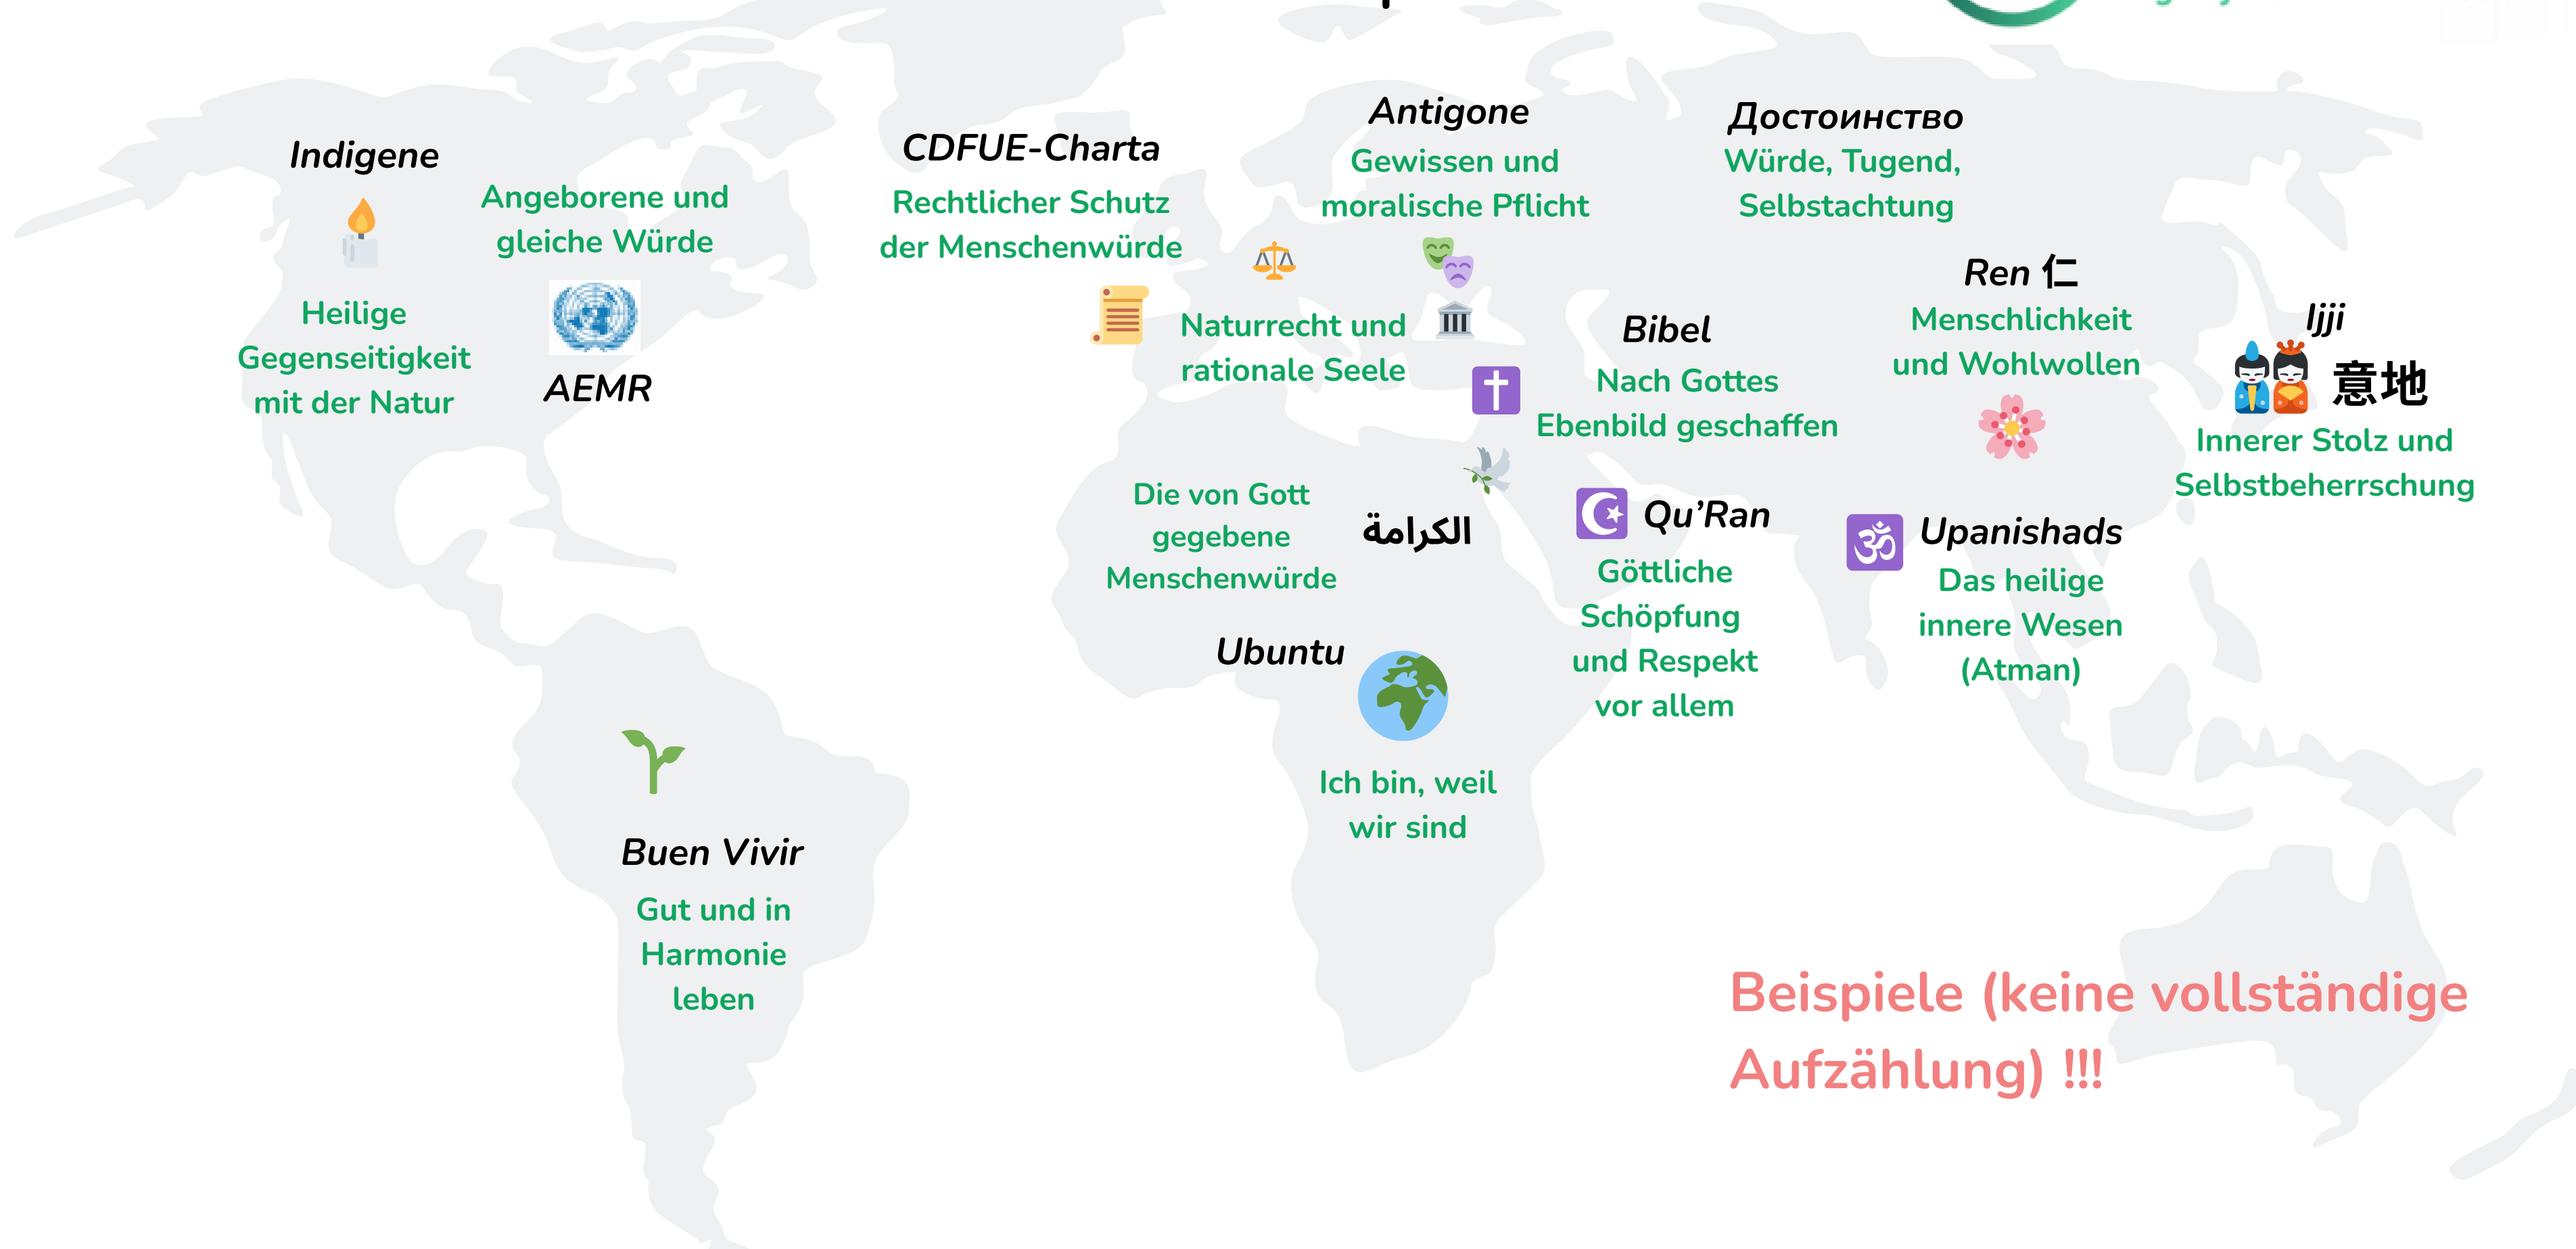 Indigene
Heilige
Gegenseitigkeit
mit der Natur
Angeborene und
gleiche Würde
AEMR
CDFUE-Charta
Rechtlicher Schutz
der Menschenwürde
Antigone
Gewissen und
moralische Pflicht
Naturrecht und
rationale Seele
Достоинство
Würde, Tugend,
Selbstachtung
Bibel
Nach Gottes
Ebenbild geschaffen
Ren 仁
Menschlichkeit
und Wohlwollen
Ijji
意地
Innerer Stolz und
Selbstbeherrschung
Die von Gott
gegebene
Menschenwürde
الكرامة
Qu’Ran
Göttliche
Schöpfung
und Respekt
vor allem
Upanishads
Das heilige
innere Wesen
(Atman)
Ubuntu
Ich bin, weil
wir sind
Buen Vivir
Gut und in
Harmonie
leben
Beispiele (keine vollständige
Aufzählung) !!!